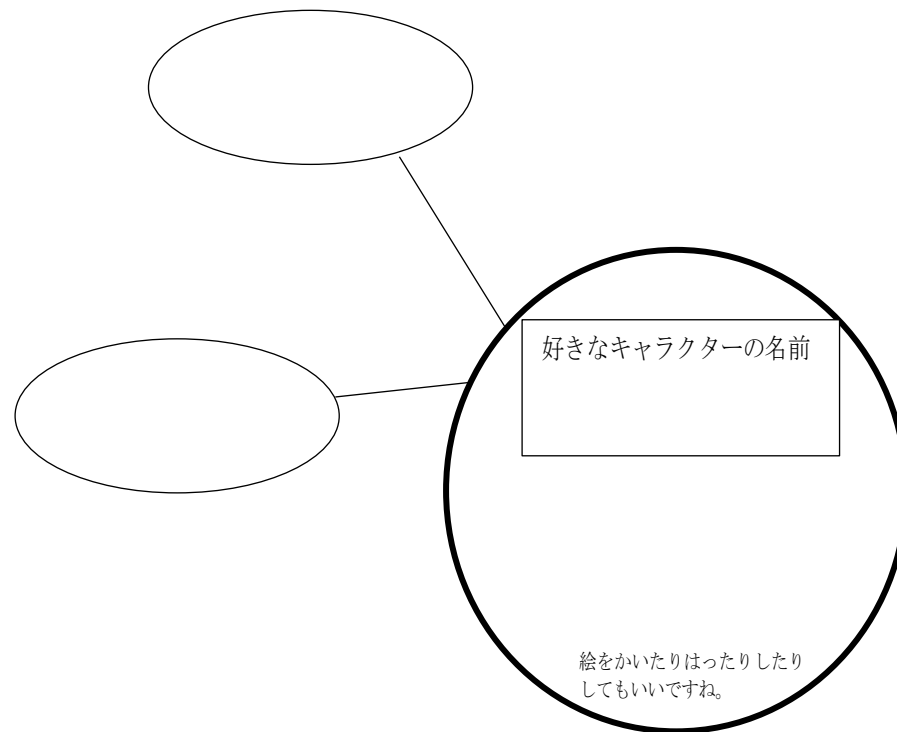 好きなキャラクターの名前
絵をかいたりはったりしたり
してもいいですね。